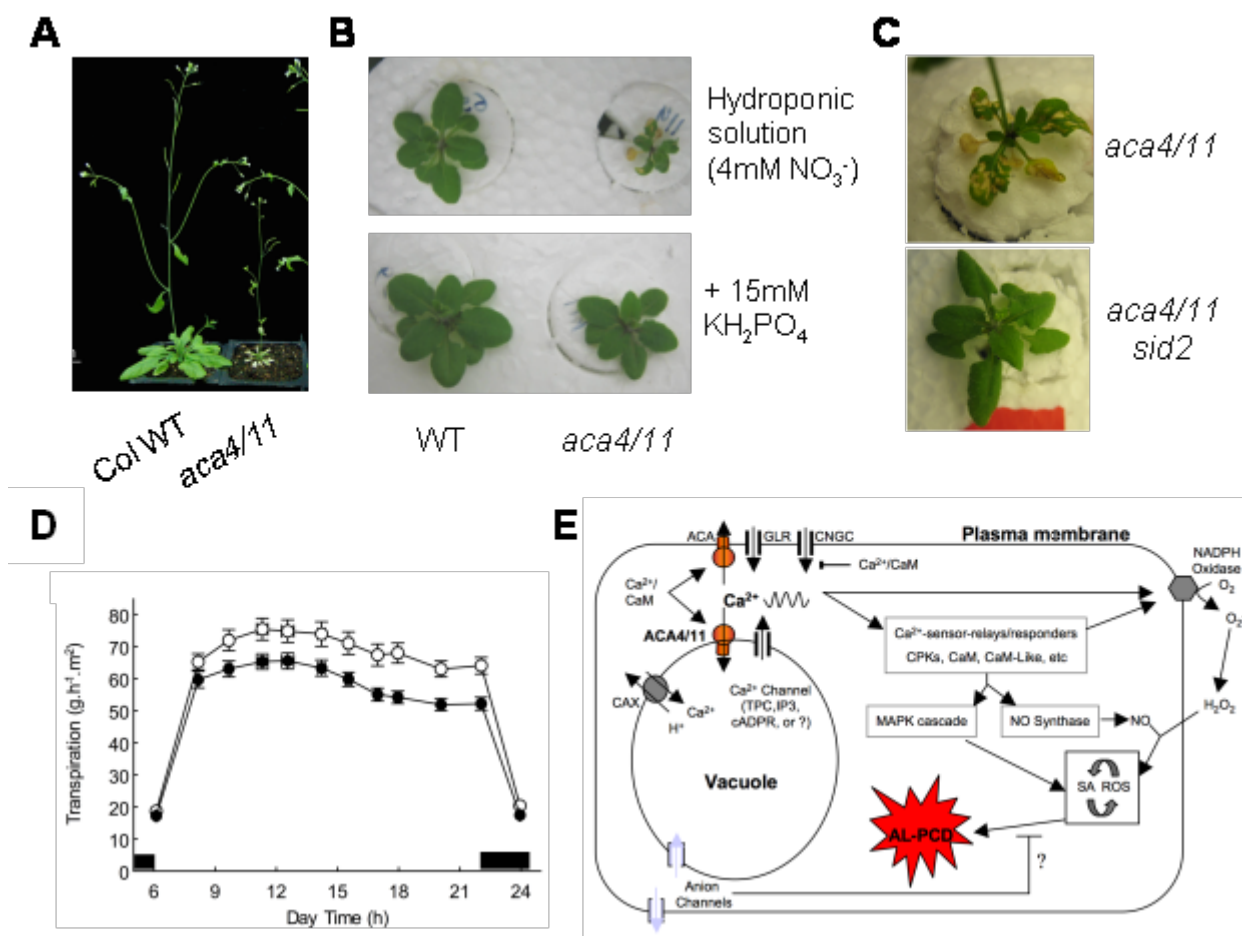 A
B
C
Hydroponic
solution
(4mM NO₃⁻)
+ 15mM
KH₂PO₄
aca4/11
aca4/11
sid2
Col WT
aca4/11
WT
aca4/11
D
Transpiration (g.h⁻¹.m²)
80
70
60
50
40
30
20
10
0
6
9
12
15
18
21
24
Day Time (h)
E
Plasma membrane
ACA
GLR
CNGC
Ca²⁺/CaM
NADPH
Oxidase
O₂
O₂
Ca²⁺/
CaM
Ca²⁺
ACA4/11
Ca²⁺-sensor-relays/responders
CPKs, CaM, CaM-Like, etc
CAX
Ca²⁺
H⁺
Ca²⁺ Channel
(TPC,IP3,
cADPR, or ?)
MAPK cascade
NO Synthase
NO
H₂O₂
Vacuole
SA ROS
AL-PCD
?
Anion
Channels